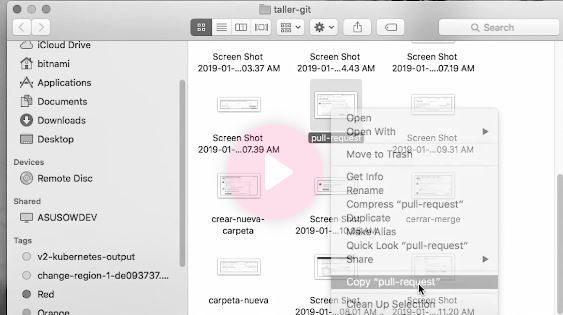 taller-git
Search
iCloud Drive
bitnami
Applications
Documents
Downloads
Desktop
Devices
Remote Disc
Shared
ASUSOWDEV
Tags
v2-kubernetes-output
change-region-1-de093737....
Red
Orange
Screen Shot
2019-01-...03.37 AM
Screen Shot
2019-01-...4.43 AM
Screen Shot
2019-01-...07.19 AM
Screen Shot
2019-01-...07.39 AM
pull-request
Screen Shot
2019-01-...09.31 AM
crear-nueva-
carpeta
Screen Shot
2019-01-
AM
cerrar-merge
carpeta-nueva
Screen Shot
2019-01-...08.01 AM
Screen Shot
2019-01-...11.20 AM
Open
Open With
Move to Trash
Get Info
Rename
Compress “pull-request”
Duplicate
Make Alias
Quick Look “pull-request”
Share
Copy “pull-request”
Clean Up Selection